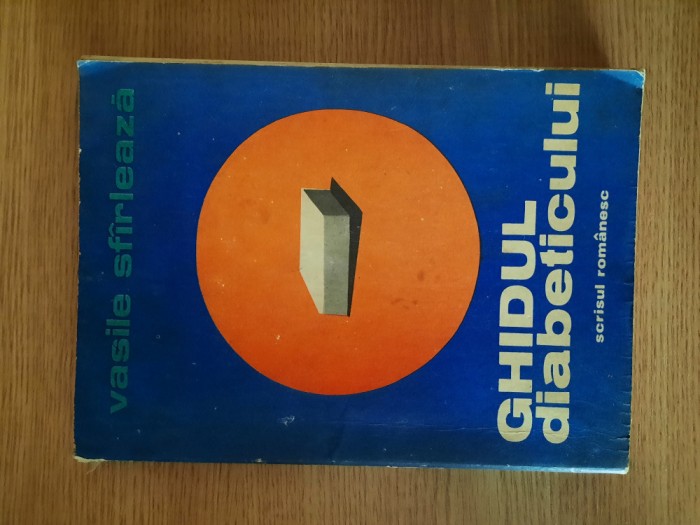 vasile sfîrlează
GHIDUL
diabeticului
scrisul românesc